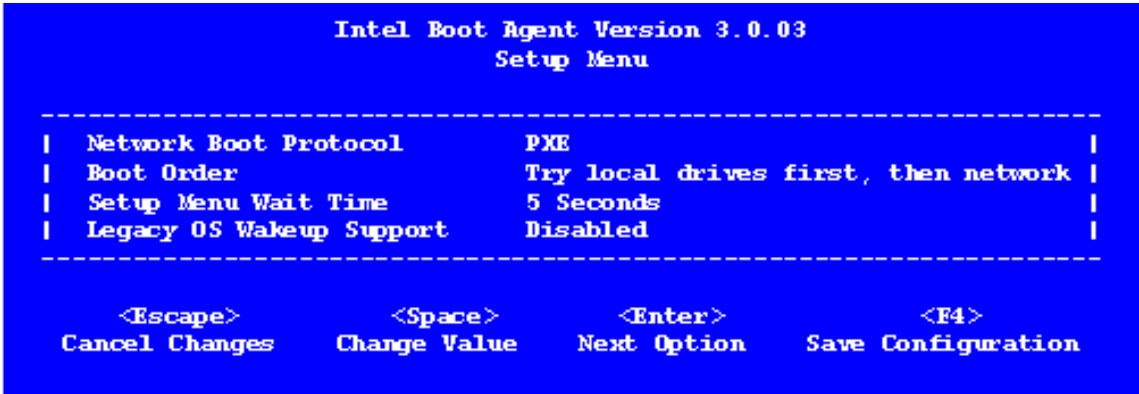 Intel Boot Agent Version 3.0.03
Setup Menu
Network Boot Protocol PXE
Boot Order Try local drives first, then network
Setup Menu Wait Time 5 Seconds
Legacy OS Wakeup Support Disabled
<Escape> <Space> <Enter> <F4>
Cancel Changes Change Value Next Option Save Configuration